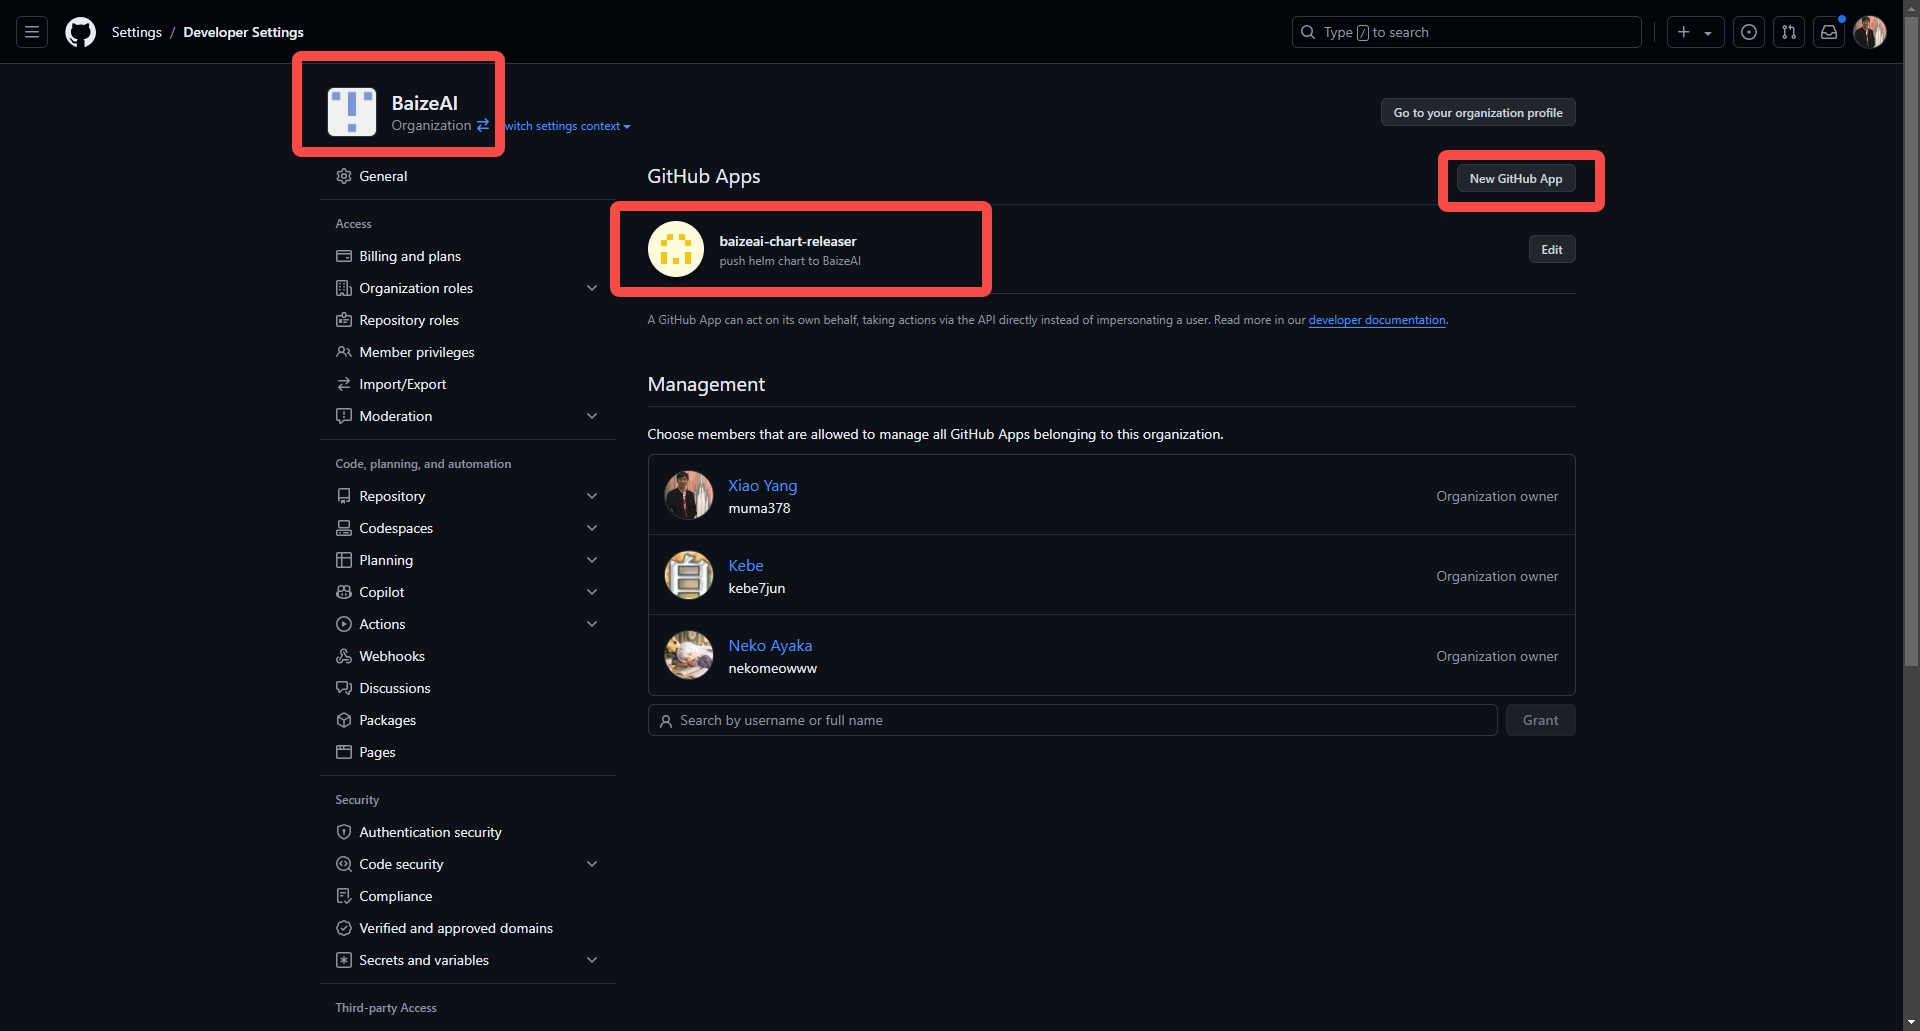 Settings / Developer Settings
Type / to search
BaizeAI
Organization
witch settings context
Go to your organization profile
General
Access
Billing and plans
Organization roles
Repository roles
Member privileges
Import/Export
Moderation
Code, planning, and automation
Repository
Codespaces
Planning
Copilot
Actions
Webhooks
Discussions
Packages
Pages
Security
Authentication security
Code security
Compliance
Verified and approved domains
Secrets and variables
Third-party Access
GitHub Apps
New GitHub App
baizeai-chart-releaser
push helm chart to BaizeAI
Edit
A GitHub App can act on its own behalf, taking actions via the API directly instead of impersonating a user. Read more in our developer documentation.
Management
Choose members that are allowed to manage all GitHub Apps belonging to this organization.
Xiao Yang
muma378
Organization owner
自
Kebe
kebe7jun
Organization owner
Neko Ayaka
nekomeowww
Organization owner
Search by username or full name
Grant